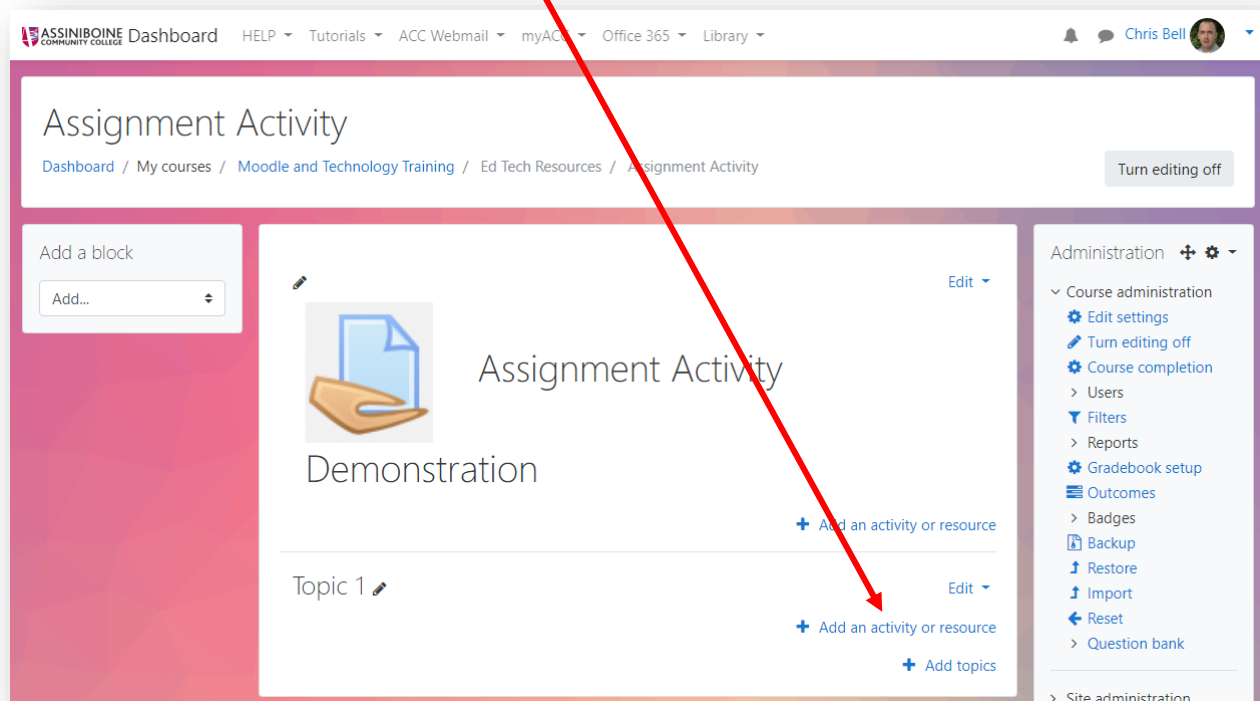 ASSINIBOINE COMMUNITY COLLEGE Dashboard HELP Tutorials ACC Webmail myACC Office 365 Library Chris Bell
Assignment Activity
Dashboard / My courses / Moodle and Technology Training / Ed Tech Resources / Assignment Activity
Turn editing off
Add a block
Add...
Edit
Assignment Activity
Demonstration
+ Add an activity or resource
Topic 1
Edit
+ Add an activity or resource
+ Add topics
Administration
Course administration
Edit settings
Turn editing off
Course completion
Users
Filters
Reports
Gradebook setup
Outcomes
Badges
Backup
Restore
Import
Reset
Question bank
Site administration